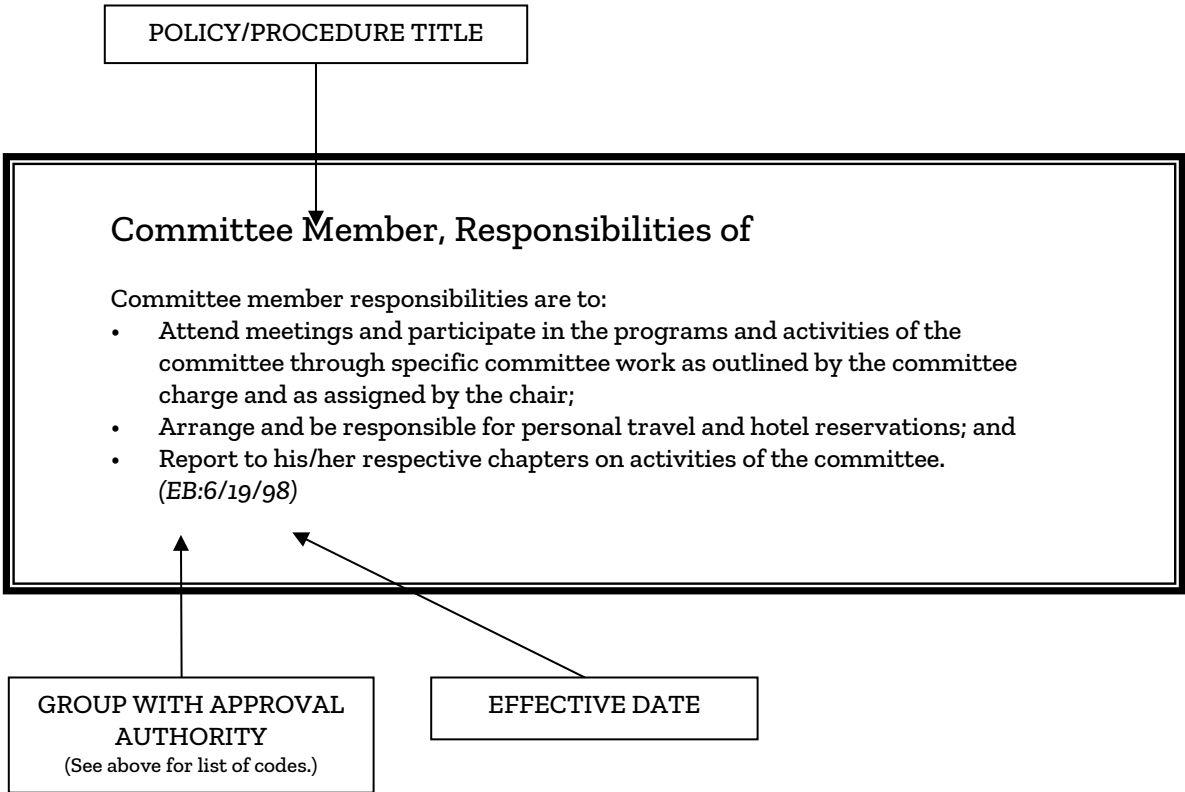 POLICY/PROCEDURE TITLE
Committee Member, Responsibilities of
Committee member responsibilities are to:
• Attend meetings and participate in the programs and activities of the
committee through specific committee work as outlined by the committee
charge and as assigned by the chair;
• Arrange and be responsible for personal travel and hotel reservations; and
• Report to his/her respective chapters on activities of the committee.
(EB:6/19/98)
GROUP WITH APPROVAL
AUTHORITY
(See above for list of codes.)
EFFECTIVE DATE